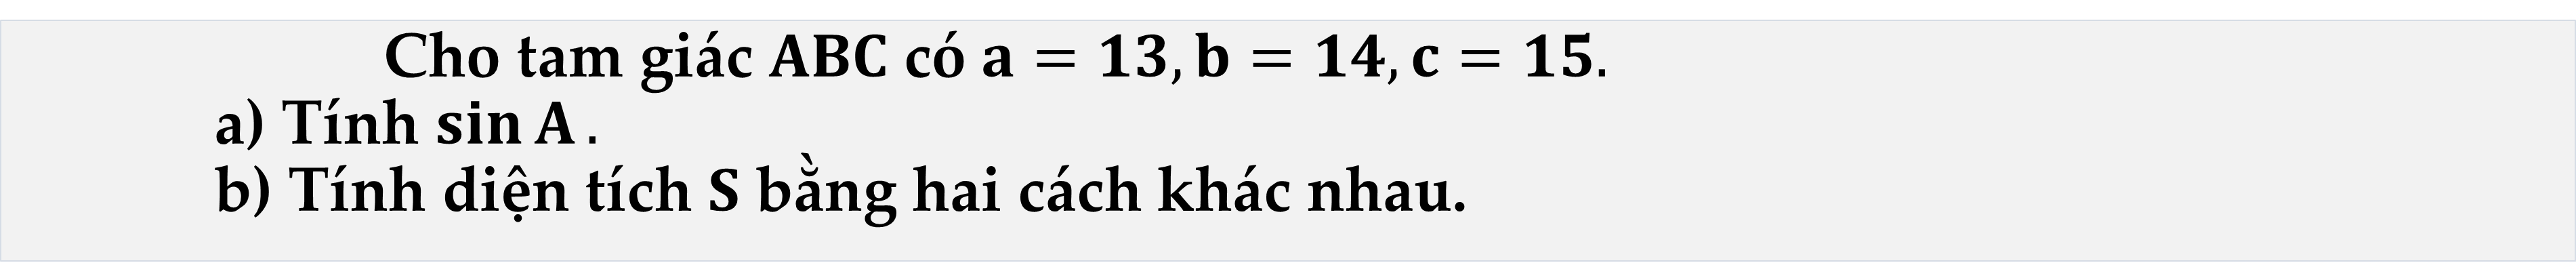 Cho tam giác ABC có a = 13, b = 14, c = 15.
a) Tính sin A .
b) Tính diện tích S bằng hai cách khác nhau.